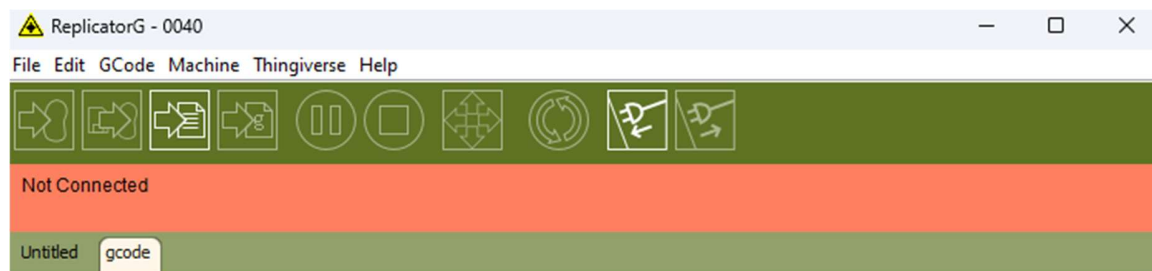 ReplicatorG - 0040
File Edit GCode Machine Thingiverse Help
Not Connected
Untitled gcode